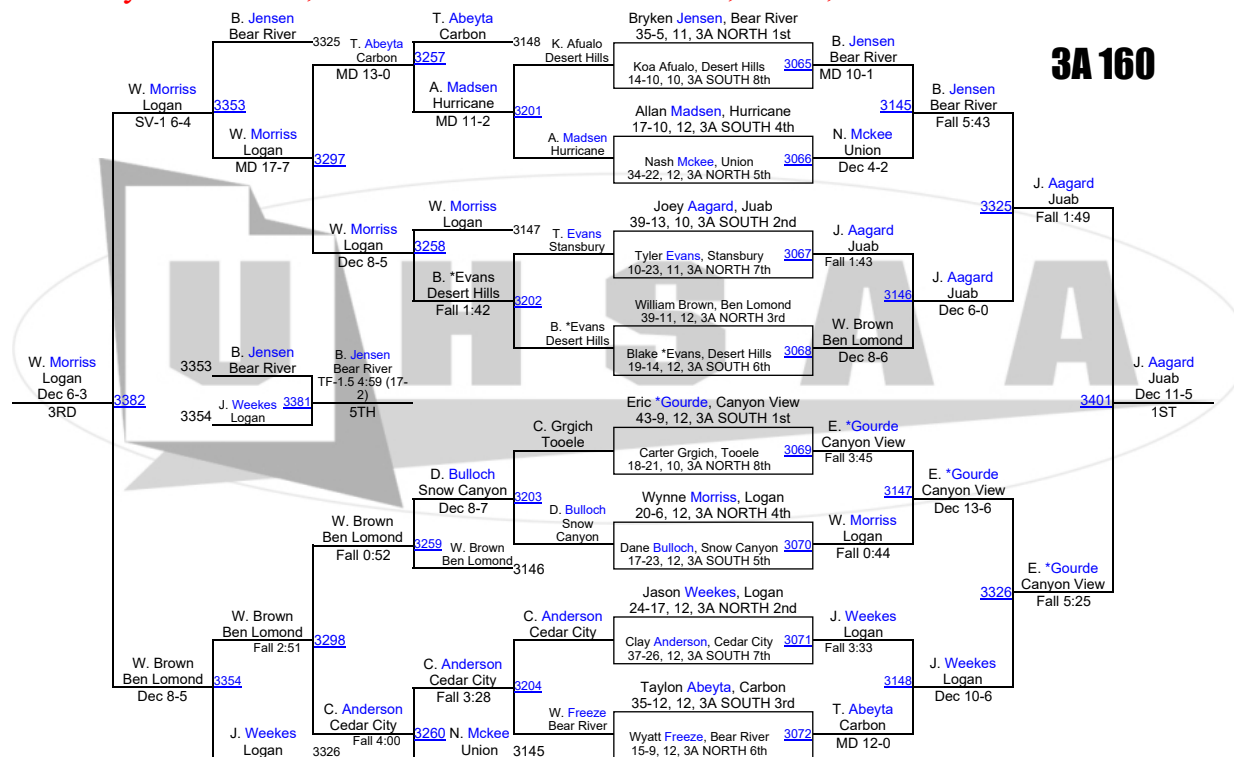 3A 160
B. Jensen
Bear River
3325
T. Abeyta
Carbon
MD 13-0
3257
T. Abeyta
Carbon
3148
K. Afualo
Desert Hills
Bryken Jensen, Bear River
35-5, 11, 3A NORTH 1st
Koa Afualo, Desert Hills
14-10, 10, 3A SOUTH 8th
3065
B. Jensen
Bear River
MD 10-1
W. Morriss
Logan
SV-1 6-4
3353
A. Madsen
Hurricane
MD 11-2
3201
Allan Madsen, Hurricane
17-10, 12, 3A SOUTH 4th
3145
B. Jensen
Bear River
Fall 5:43
W. Morriss
Logan
MD 17-7
3297
A. Madsen
Hurricane
Nash Mckee, Union
34-22, 12, 3A NORTH 5th
3066
N. Mckee
Union
Dec 4-2
J. Aagard
Juab
Fall 1:49
3325
W. Morriss
Logan
Dec 8-5
3258
W. Morriss
Logan
3147
T. Evans
Stansbury
Joey Aagard, Juab
39-13, 10, 3A SOUTH 2nd
Tyler Evans, Stansbury
10-23, 11, 3A NORTH 7th
3067
J. Aagard
Juab
Fall 1:43
B. *Evans
Desert Hills
Fall 1:42
3202
William Brown, Ben Lomond
39-11, 12, 3A NORTH 3rd
3146
J. Aagard
Juab
Dec 6-0
B. *Evans
Desert Hills
Blake *Evans, Desert Hills
19-14, 12, 3A SOUTH 6th
3068
W. Brown
Ben Lomond
Dec 8-6
UHSAA
W. Morriss
Logan
Dec 6-3
3RD
3382
3353
B. Jensen
Bear River
3354
J. Weekes
Logan
3381
B. Jensen
Bear River
TF-1.5 4:59 (17-
2)
5TH
J. Aagard
Juab
Dec 11-5
1ST
3401
C. Grgich
Tooele
Eric *Gourde, Canyon View
43-9, 12, 3A SOUTH 1st
Carter Grgich, Tooele
18-21, 10, 3A NORTH 8th
3069
E. *Gourde
Canyon View
Fall 3:45
D. Bulloch
Snow Canyon
Dec 8-7
3203
Wynne Morriss, Logan
20-6, 12, 3A NORTH 4th
3147
E. *Gourde
Canyon View
Dec 13-6
D. Bulloch
Snow
Canyon
Dane Bulloch, Snow Canyon
17-23, 12, 3A SOUTH 5th
3070
W. Morriss
Logan
Fall 0:44
W. Brown
Ben Lomond
Fall 0:52
3259
W. Brown
Ben Lomond
3146
E. *Gourde
Canyon View
Fall 5:25
3326
W. Brown
Ben Lomond
Fall 2:51
3298
C. Anderson
Cedar City
Jason Weekes, Logan
24-17, 12, 3A NORTH 2nd
Clay Anderson, Cedar City
37-26, 12, 3A SOUTH 7th
3071
J. Weekes
Logan
Fall 3:33
W. Brown
Ben Lomond
Dec 8-5
3354
C. Anderson
Cedar City
Fall 3:28
3204
Taylon Abeyta, Carbon
35-12, 12, 3A SOUTH 3rd
3148
J. Weekes
Logan
Dec 10-6
J. Weekes
Logan
3326
C. Anderson
Cedar City
Fall 4:00
3260
N. Mckee
Union
3145
W. Freeze
Bear River
Wyatt Freeze, Bear River
15-9, 12, 3A NORTH 6th
3072
T. Abeyta
Carbon
MD 12-0